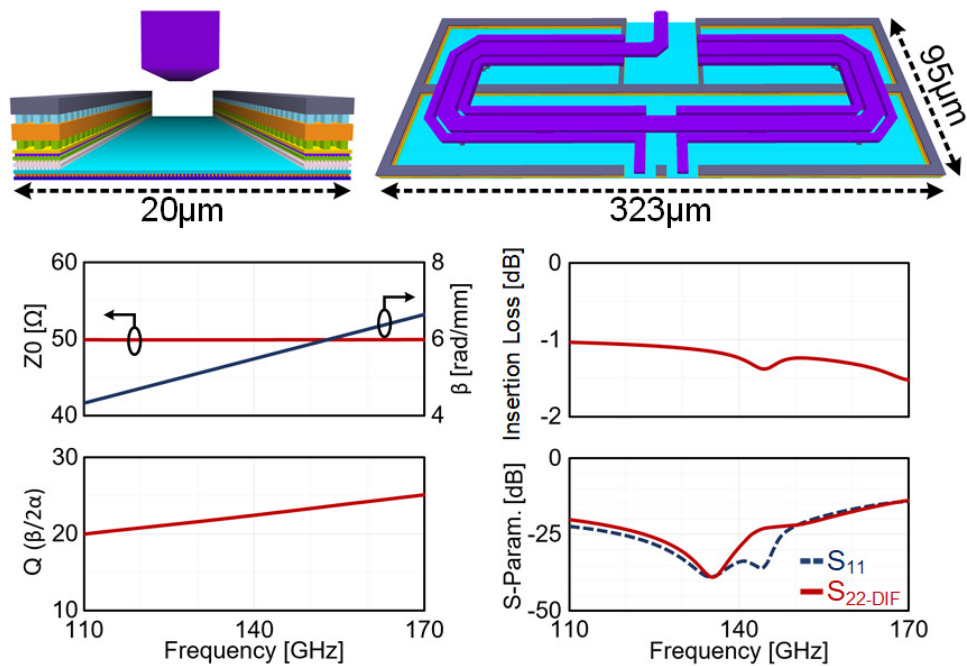 20μm
323μm
95μm
60
50
40
Z0 [Ω]
8
6
4
β [rad/mm]
0
-1
-2
Insertion Loss [dB]
30
20
10
Q (β/2α)
110
140
170
Frequency [GHz]
0
-25
-50
S-Param. [dB]
S11
S22-DIF
110
140
170
Frequency [GHz]